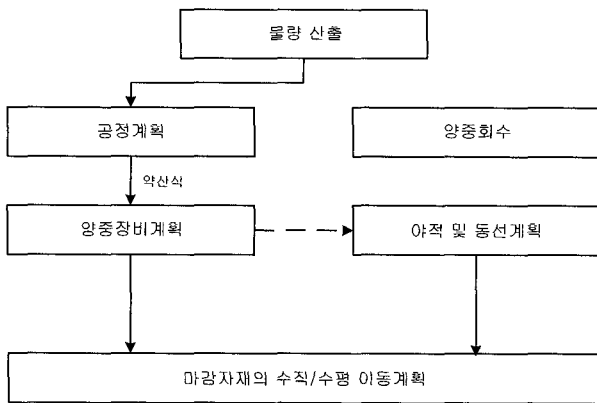 물량 산출
공정계획
양중회수
약산식
양중장비계획
야적 및 동선계획
마감자재의 수직/수평 이동계획